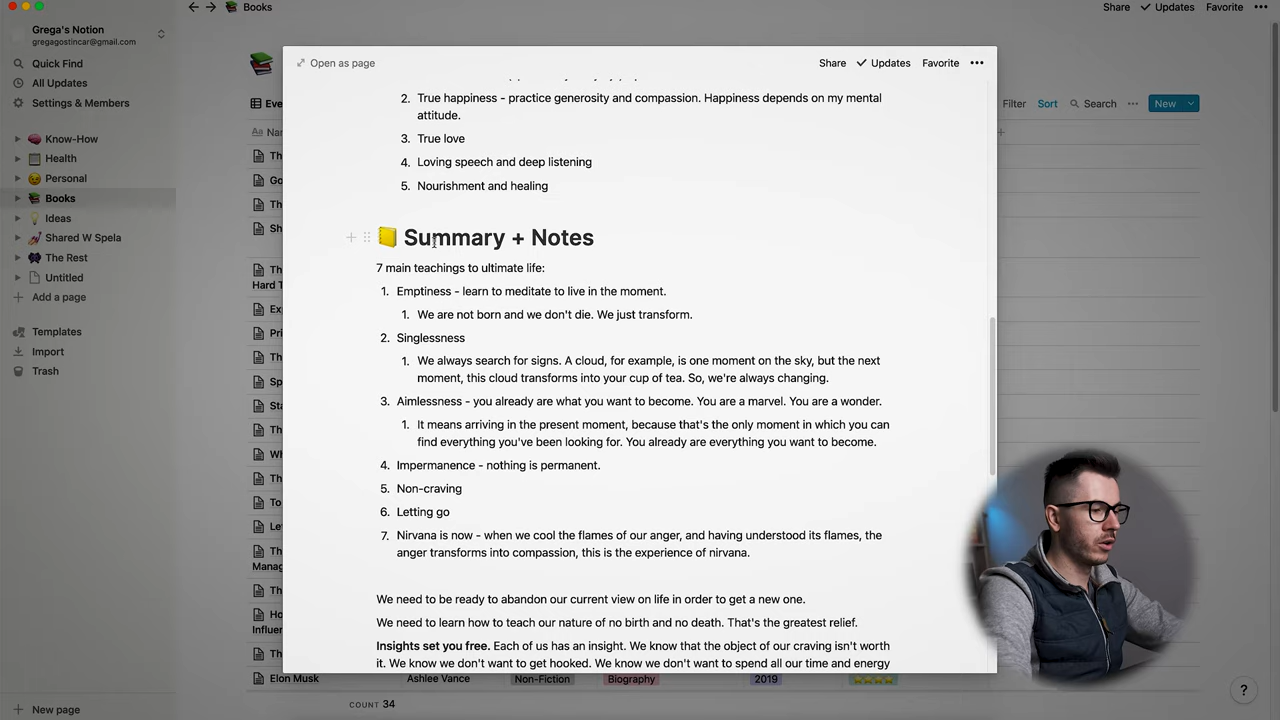 Books
Share
Updates
Favorite
Grega's Notion
gregagostincar@gmail.com
Quick Find
All Updates
Settings & Members
Know-How
Health
Personal
Books
Ideas
Shared W Spela
The Rest
Untitled
Add a page
Templates
Import
Trash
New page
Open as page
Share
Updates
Favorite
Filter
Sort
Search
New
2. True happiness - practice generosity and compassion. Happiness depends on my mental
attitude.
3. True love
4. Loving speech and deep listening
5. Nourishment and healing
Summary + Notes
7 main teachings to ultimate life:
1. Emptiness - learn to meditate to live in the moment.
1. We are not born and we don't die. We just transform.
2. Singlessness
1. We always search for signs. A cloud, for example, is one moment on the sky, but the next
moment, this cloud transforms into your cup of tea. So, we're always changing.
3. Aimlessness - you already are what you want to become. You are a marvel. You are a wonder.
1. It means arriving in the present moment, because that's the only moment in which you can
find everything you've been looking for. You already are everything you want to become.
4. Impermanence - nothing is permanent.
5. Non-craving
6. Letting go
7. Nirvana is now - when we cool the flames of our anger, and having understood its flames, the
anger transforms into compassion, this is the experience of nirvana.
We need to be ready to abandon our current view on life in order to get a new one.
We need to learn how to teach our nature of no birth and no death. That's the greatest relief.
Insights set you free. Each of us has an insight. We know that the object of our craving isn't worth
it. We know we don't want to get hooked. We know we don't want to spend all our time and energy
Elon Musk
Ashlee Vance
Non-Fiction
Biography
2019
COUNT 34
?